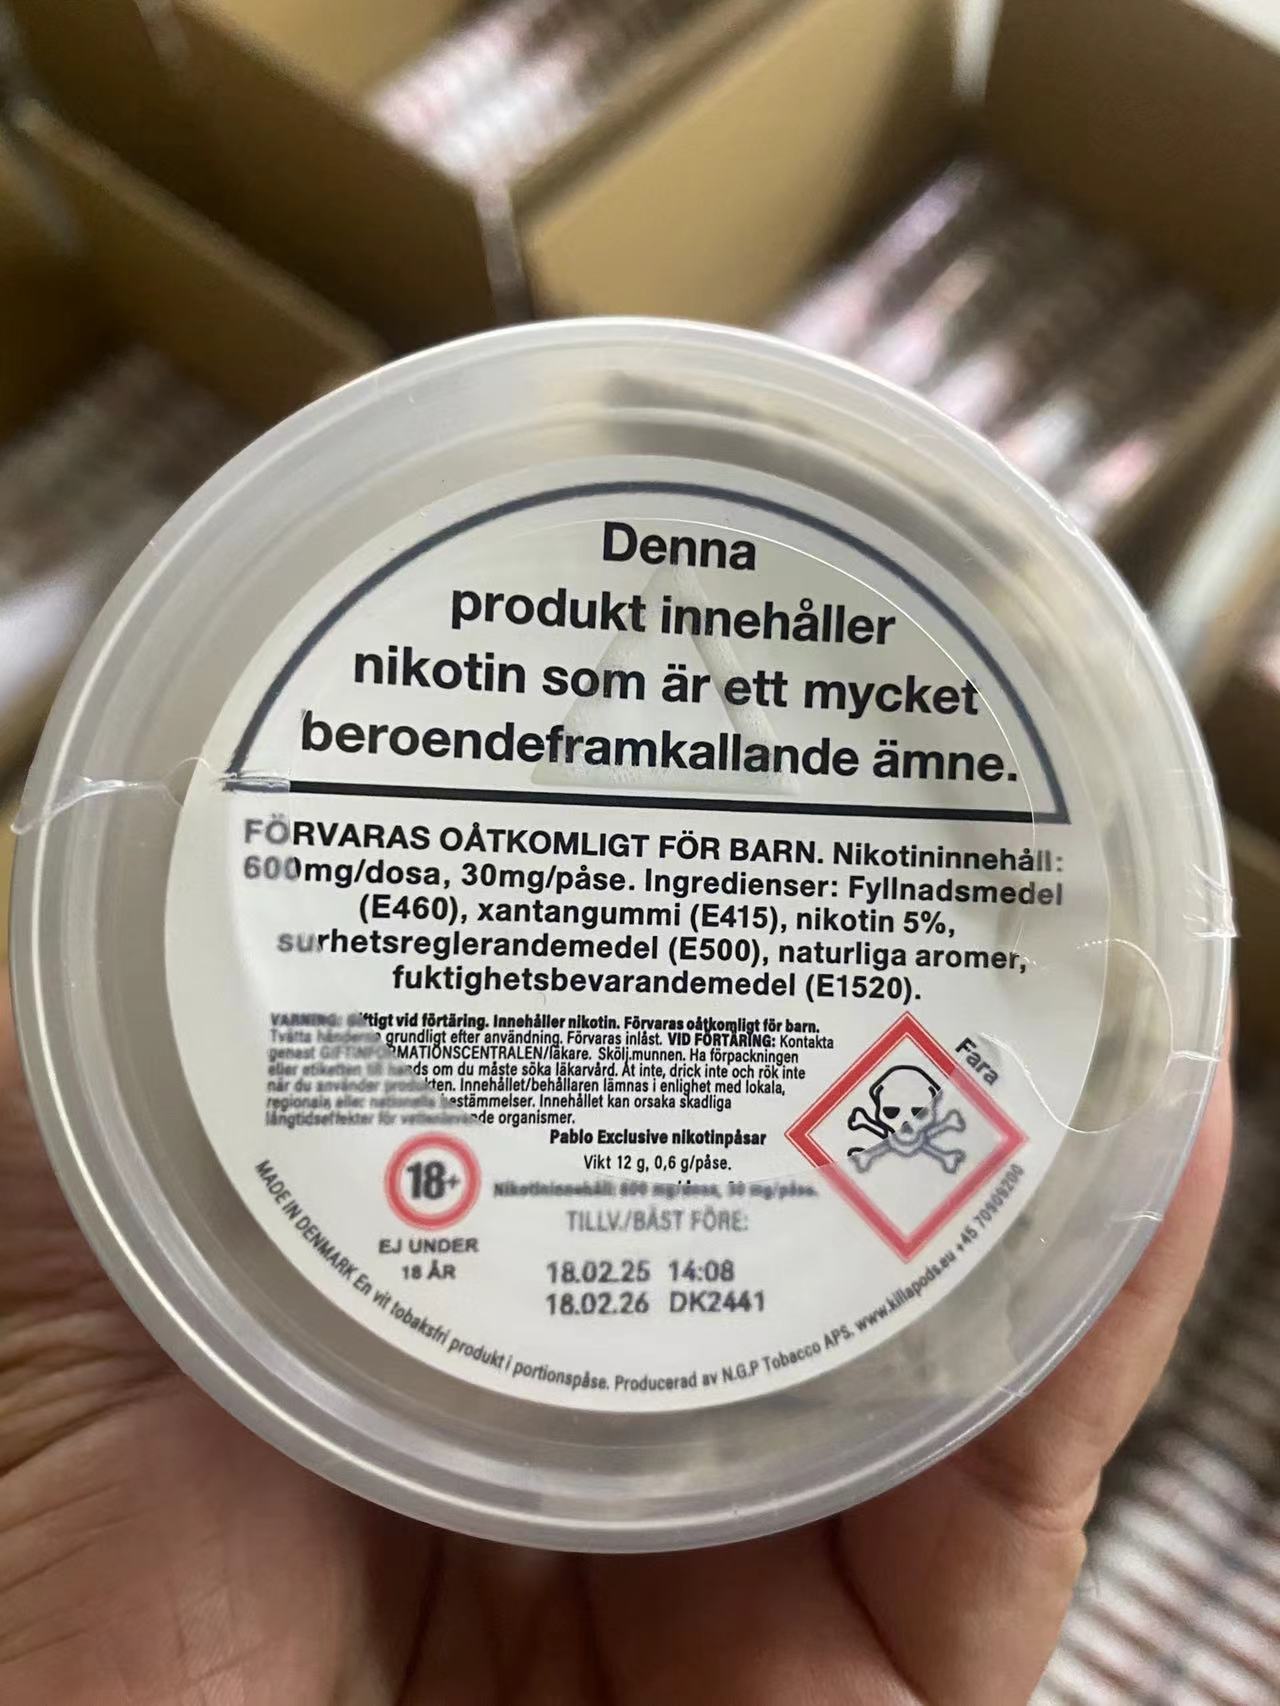 Denna
produkt innehåller
nikotin som är ett mycket
beroendeframkallande ämne.
FÖRVARAS OÅTKOMLIGT FÖR BARN. Nikotininnehåll:
600mg/dosa, 30mg/påse. Ingredienser: Fyllnadsmedel
(E460), xantangummi (E415), nikotin 5%,
surhetsreglerandemedel (E500), naturliga aromer,
fuktighetsbevarandemedel (E1520).
VARNING: Giftigt vid förtäring. Innehåller nikotin. Förvaras oåtkomligt för barn.
Tvätta händerna grundligt efter användning. Förvaras inlåst. VID FÖRTÄRING: Kontakta
genast GIFTINFORMATIONSCENTRALEN/läkare. Skölj.munnen. Ha förpackningen
eller etiketten till hands om du måste söka läkarvård. Ät inte, drick inte och rök inte
när du använder produkten. Innehållet/behållaren lämnas i enlighet med lokala,
regionala eller nationella bestämmelser. Innehållet kan orsaka skadliga
långtidseffekter för vattenlevande organismer.
Fara
Pablo Exclusive nikotinpåsar
Vikt 12 g, 0,6 g/påse.
Nikotininnehåll: 600 mg/dosa, 30 mg/påse.
18+
EJ UNDER
18 ÅR
TILLV./BÄST FÖRE:
18.02.25 14:08
18.02.26 DK2441
MADE IN DENMARK En vit tobaksfri produkt i portionspåse. Producerad av N.G.P Tobacco APS. www.killapods.eu +45 70909200